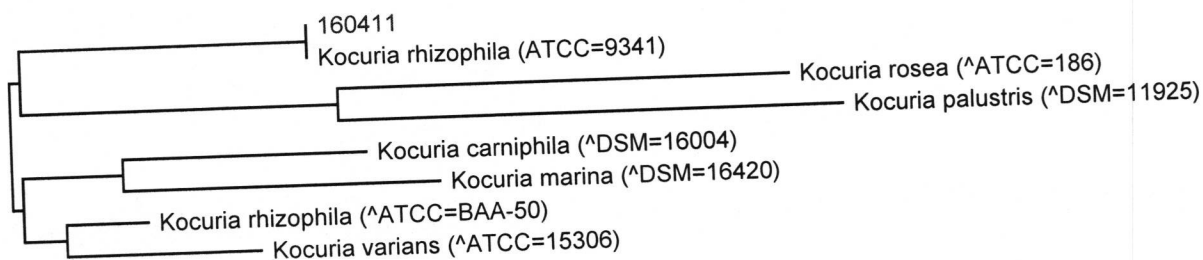 160411
Kocuria rhizophila (ATCC=9341)
Kocuria rosea (^ATCC=186)
Kocuria palustris (^DSM=11925)
Kocuria carniphila (^DSM=16004)
Kocuria marina (^DSM=16420)
Kocuria rhizophila (^ATCC=BAA-50)
Kocuria varians (^ATCC=15306)